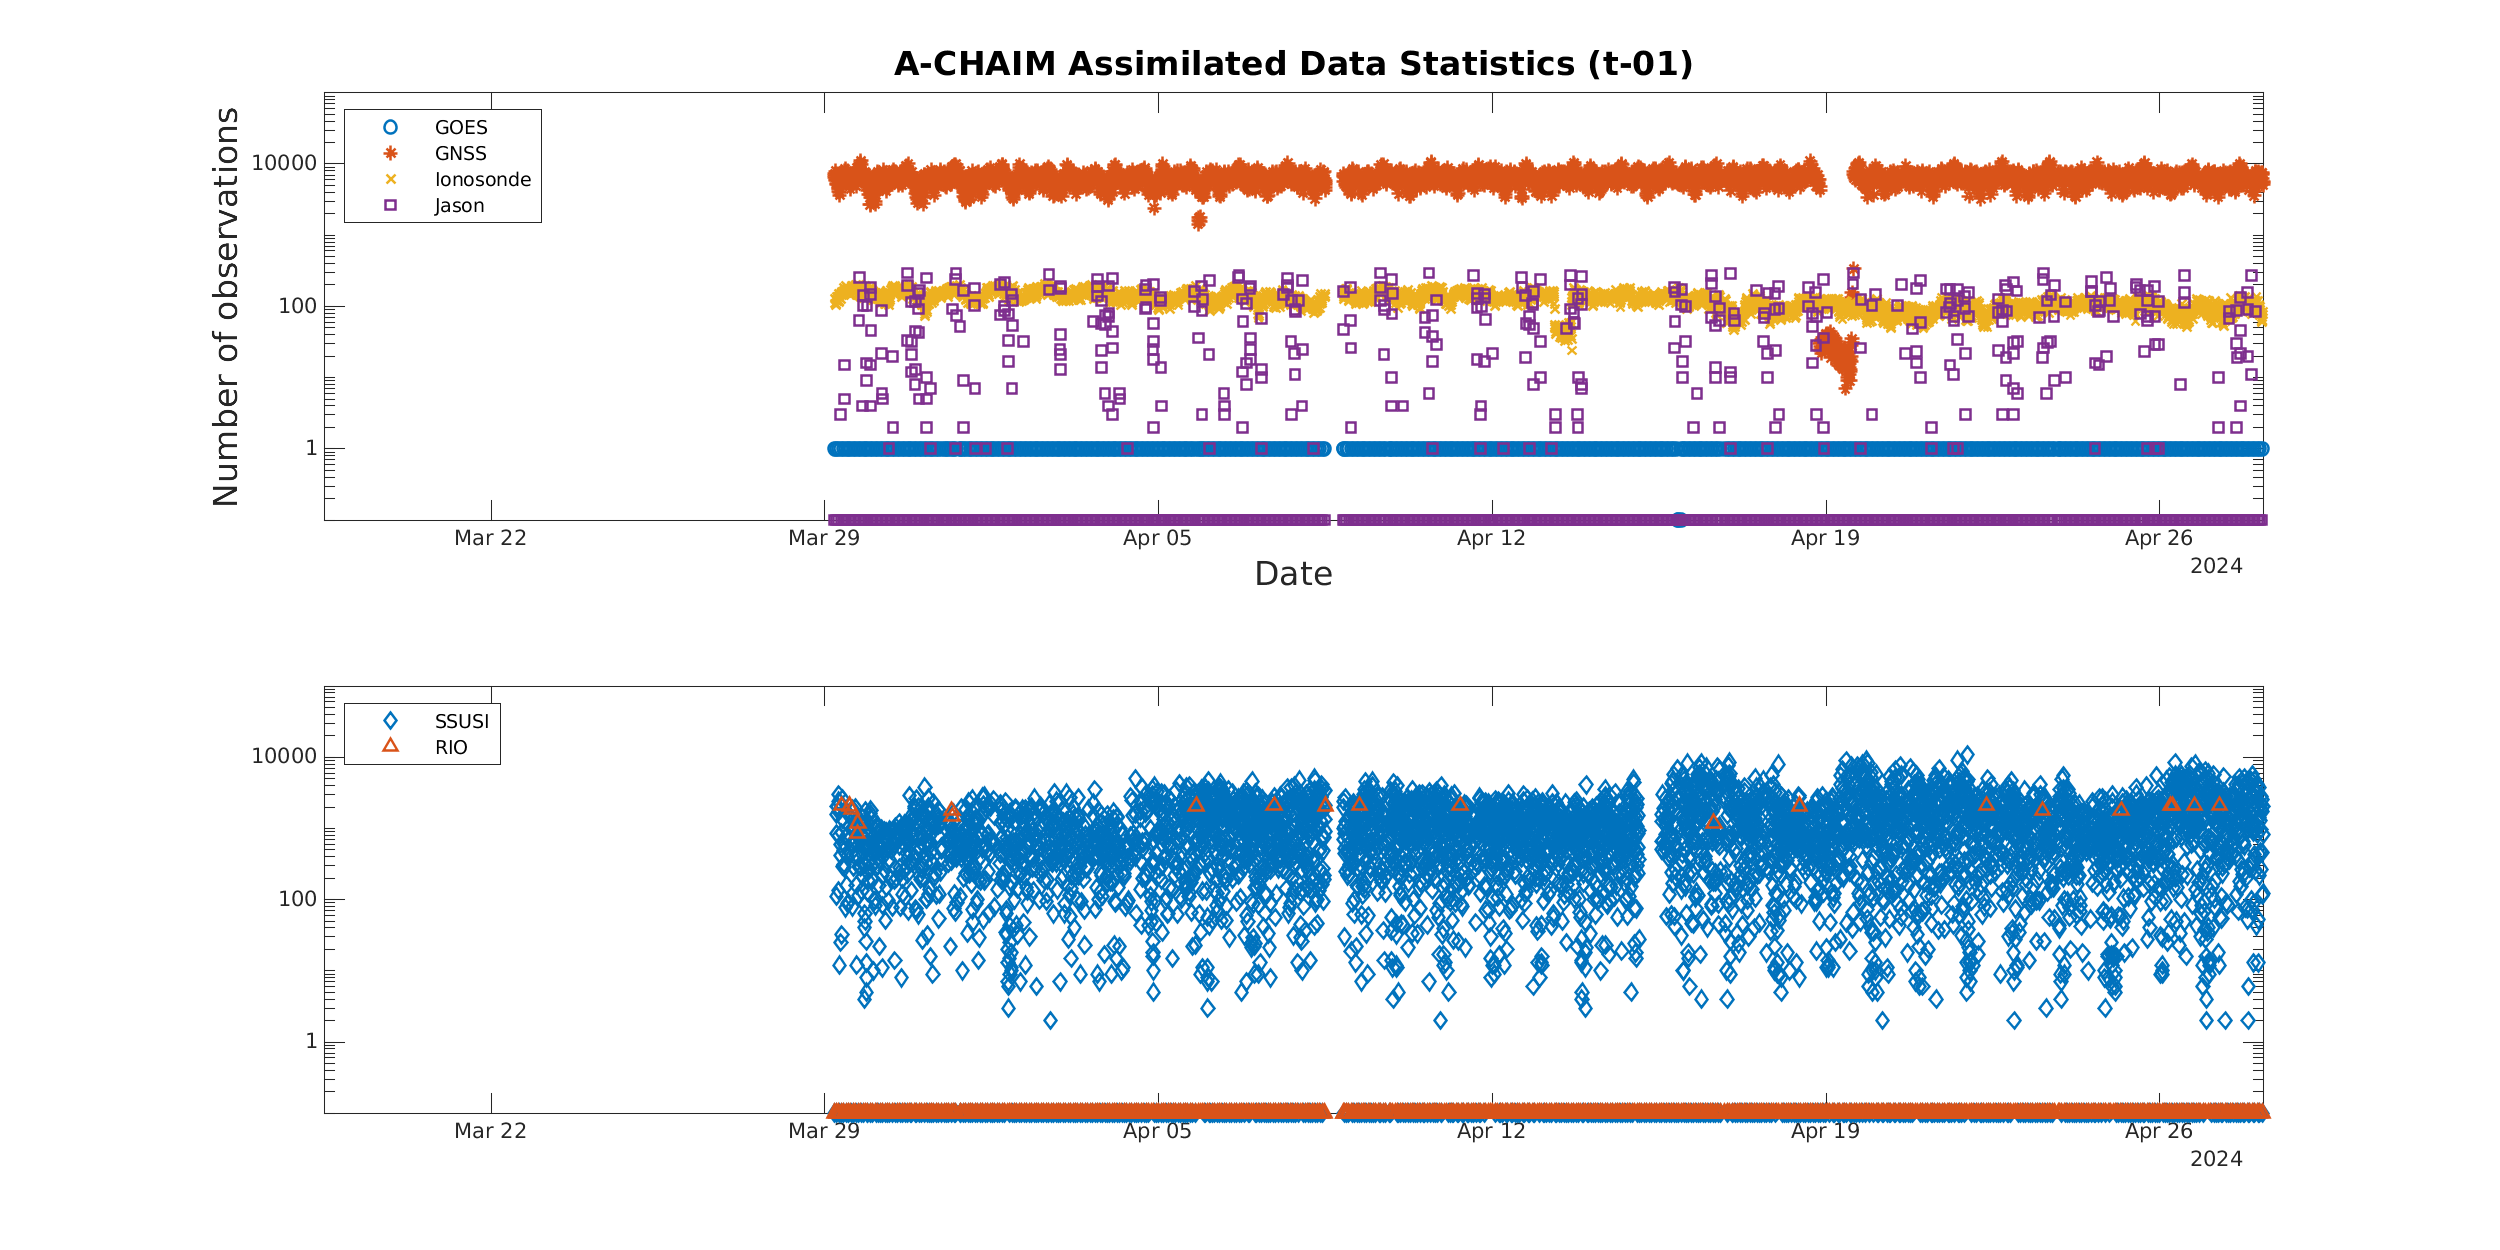 A-CHAIM Assimilated Data Statistics (t-01)
Number of observations
10000
100
1
GOES
GNSS
Ionosonde
Jason
Mar 22
Mar 29
Apr 05
Apr 12
Apr 19
Apr 26
2024
Date
10000
100
1
SSUSI
RIO
Mar 22
Mar 29
Apr 05
Apr 12
Apr 19
Apr 26
2024